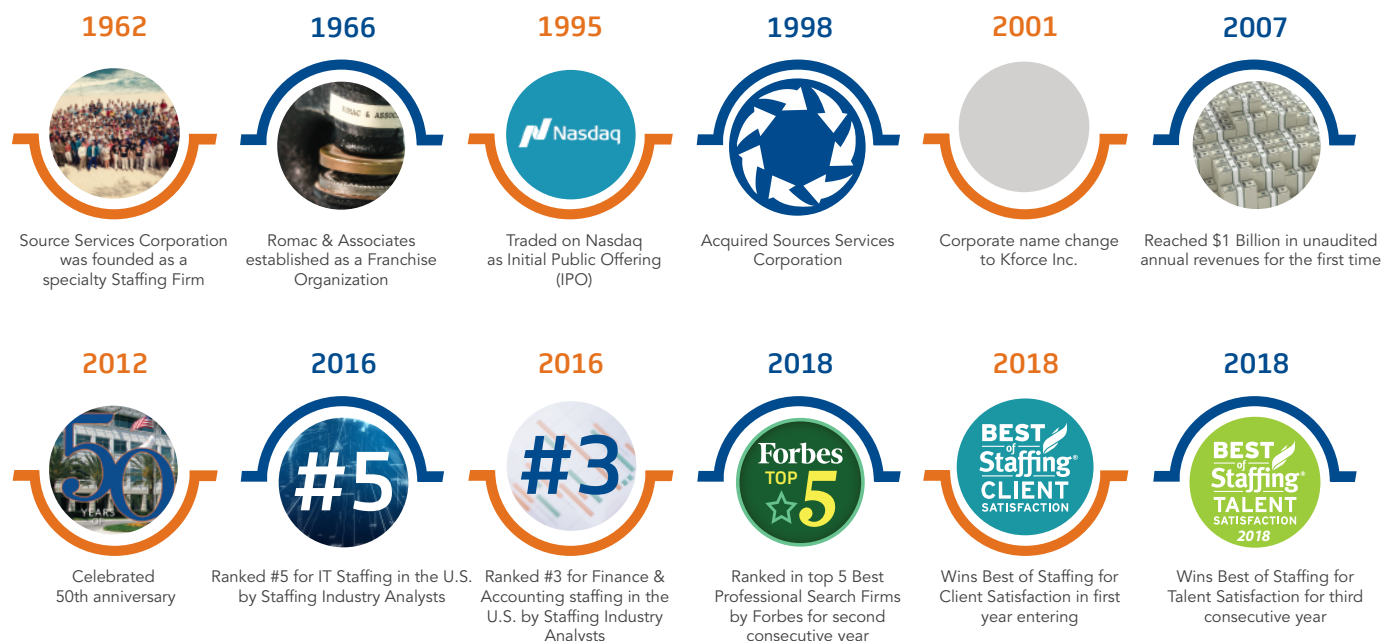 1962
1966
1995
1998
2001
2007
ROMAC & ASSOC
Nasdaq
Source Services Corporation
was founded as a
specialty Staffing Firm
Romac & Associates
established as a Franchise
Organization
Traded on Nasdaq
as Initial Public Offering
(IPO)
Acquired Sources Services
Corporation
Corporate name change
to Kforce Inc.
Reached $1 Billion in unaudited
annual revenues for the first time
2012
2016
2016
2018
2018
2018
50
YEARS
OF
#5
#3
Forbes
TOP
5
BEST
of
Staffing®
CLIENT
SATISFACTION
BEST
of
Staffing®
TALENT
SATISFACTION
2018
Celebrated
50th anniversary
Ranked #5 for IT Staffing in the U.S.
by Staffing Industry Analysts
Ranked #3 for Finance &
Accounting staffing in the
U.S. by Staffing Industry
Analysts
Ranked in top 5 Best
Professional Search Firms
by Forbes for second
consecutive year
Wins Best of Staffing for
Client Satisfaction in first
year entering
Wins Best of Staffing for
Talent Satisfaction for third
consecutive year